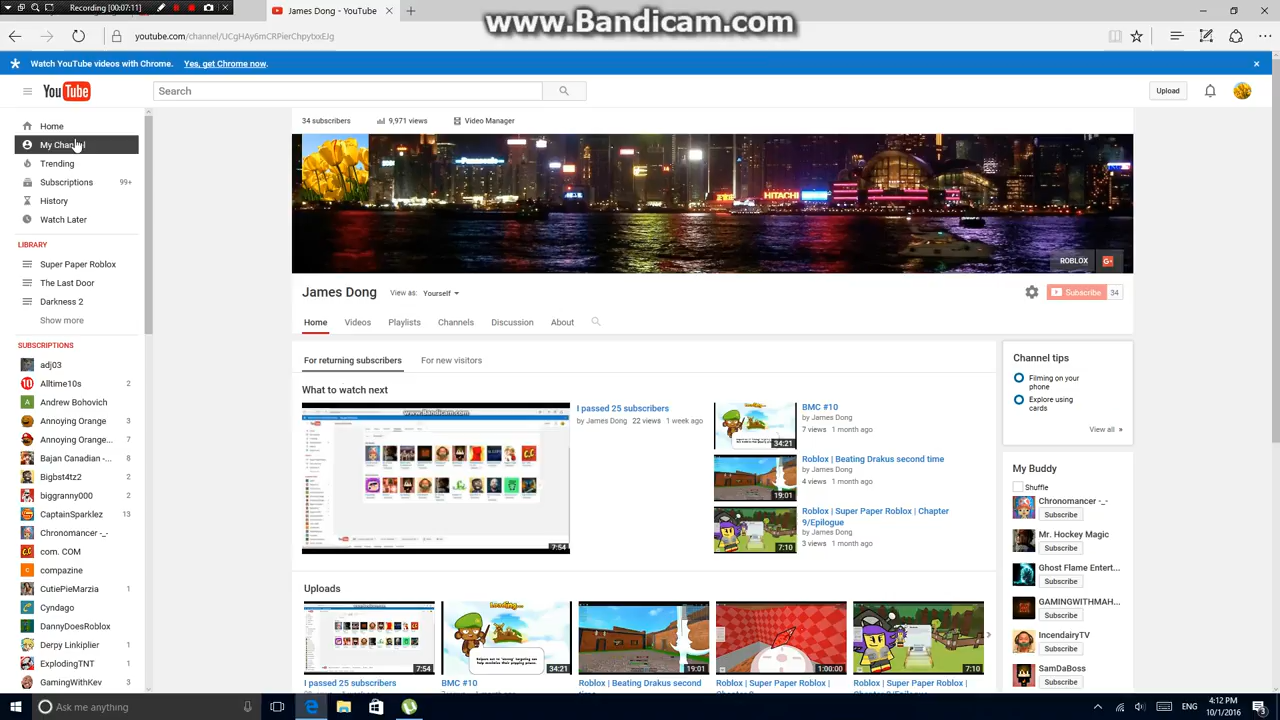 [00:07:11]
James Dong
www.Bandicam.com
youtube.com/channel/UCgHAy6mCRPierChpytxxEJg
Watch YouTube videos with Chrome. Yes, get Chrome now.
YouTube
Search
Upload
Home
My Channel
Trending
Subscriptions 99+
History
Watch Later
LIBRARY
Super Paper Roblox
The Last Door
Darkness 2
Show more
SUBSCRIPTIONS
adj03
Alltime10s 2
Andrew Bohovich
Annoying Orange 2
Annoying Orange... 7
Bajan Canadian -... 8
Bigbst4tz2 2
biggranny000 2
CaptainSparklez 13
Chronomancer -_-
com. COM
compazine
CutiePieMarzia 1
Cyndago
DannyDoesRoblox
Derpy Linkiplier 1
ExplodingTNT 1
GamingWithKev 3
34 subscribers 9,971 views Video Manager
HITACHI
ROBLOX
James Dong View as: Yourself
Subscribe 34
Home Videos Playlists Channels Discussion About
For returning subscribers For new visitors
What to watch next
www.Bandicam.com
7:54
I passed 25 subscribers
by James Dong 22 views 1 week ago
34:21
BMC #10
by James Dong
7 views 1 month ago
19:01
Roblox | Beating Drakus second time
by James Dong
4 views 1 month ago
7:10
Roblox | Super Paper Roblox | Chapter
9/Epilogue
by James Dong
3 views 1 month ago
Uploads
7:54
I passed 25 subscribers
Loading...
34:21
BMC #10
19:01
Roblox | Beating Drakus second
time
1:00:00
Roblox | Super Paper Roblox |
7:10
Roblox | Super Paper Roblox |
Channel tips
Filming on your
phone
Explore using
cards
View all »
My Buddy
Shuffle
Chronomancer -_-
Subscribe
Mr. Hockey Magic
Subscribe
Ghost Flame Entert...
Subscribe
GAMINGWITHMAH...
Subscribe
IncendairyTV
Subscribe
SamDaBoss
Subscribe
Ask me anything
ENG
4:12 PM
10/1/2016
3